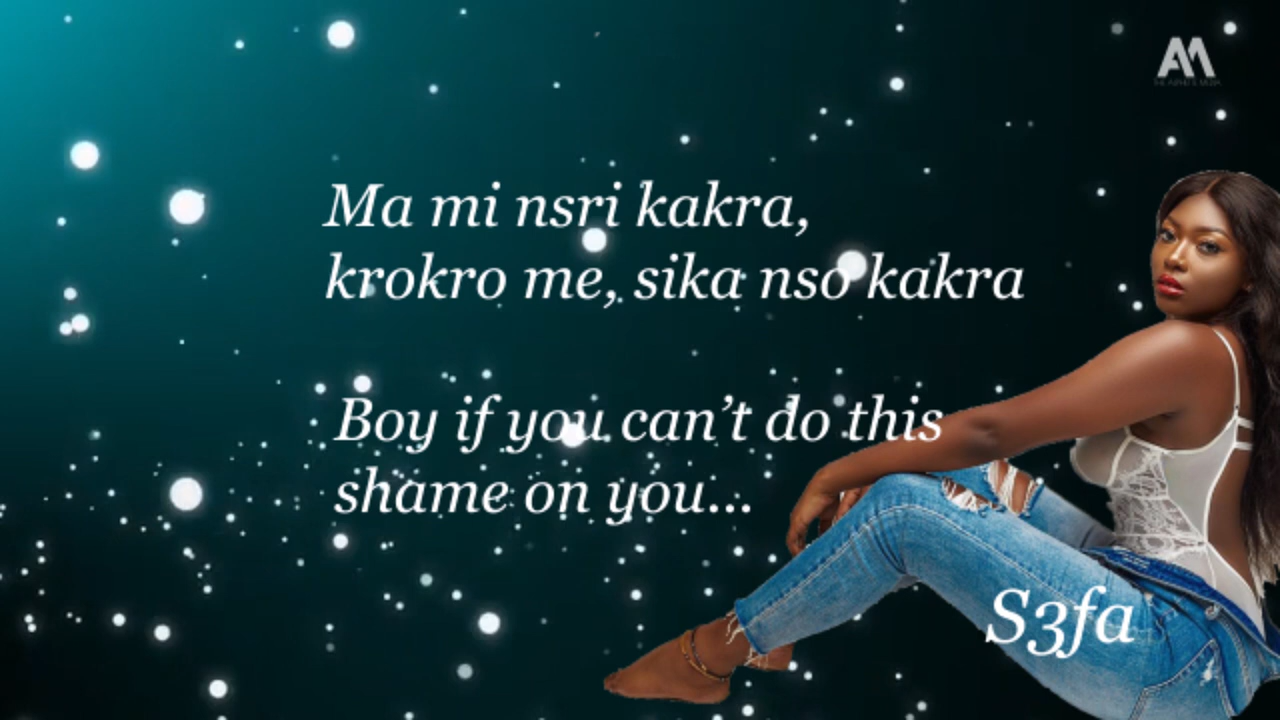 AM
Ma mi nsri kakra,
krokro me, sika nso kakra
Boy if you can't do this
shame on you...
S3fa